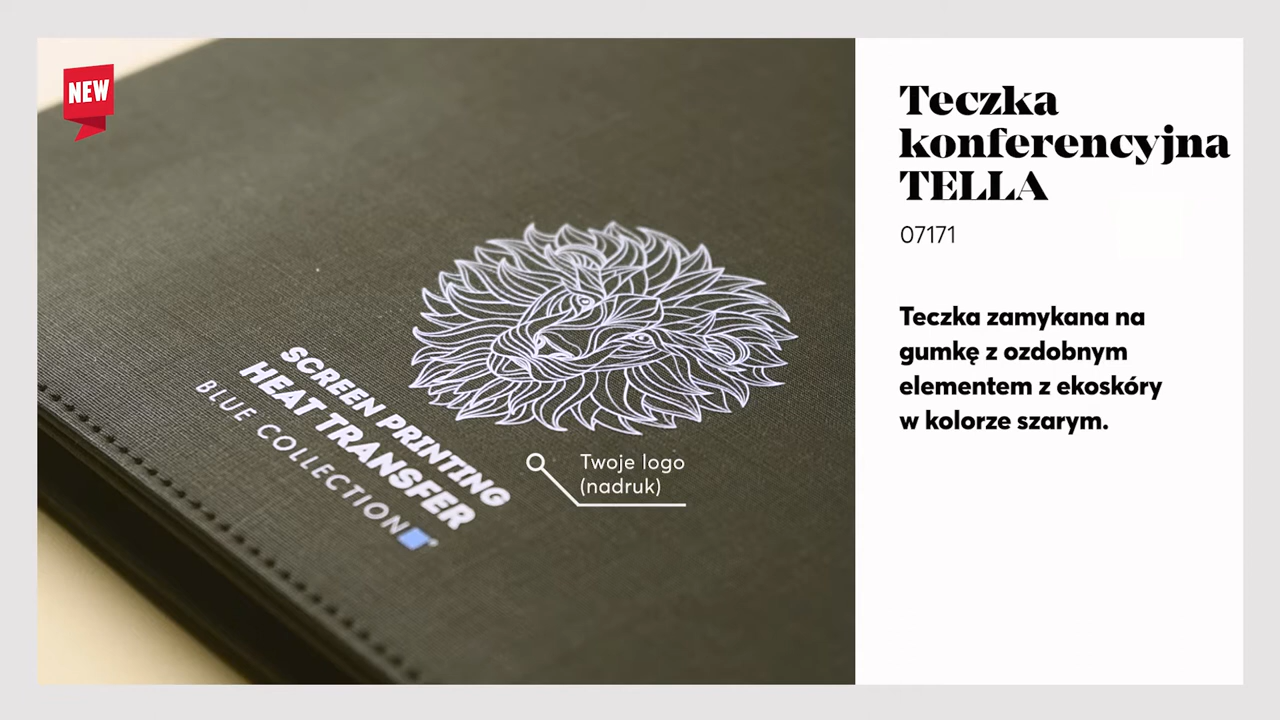 NEW
SCREEN PRINTING
HEAT TRANSFER
BLUE COLLECTION
Twoje logo
(nadruk)
Teczka
konferencyjna
TELLA
07171
Teczka zamykana na
gumkę z ozdobnym
elementem z ekoskóry
w kolorze szarym.